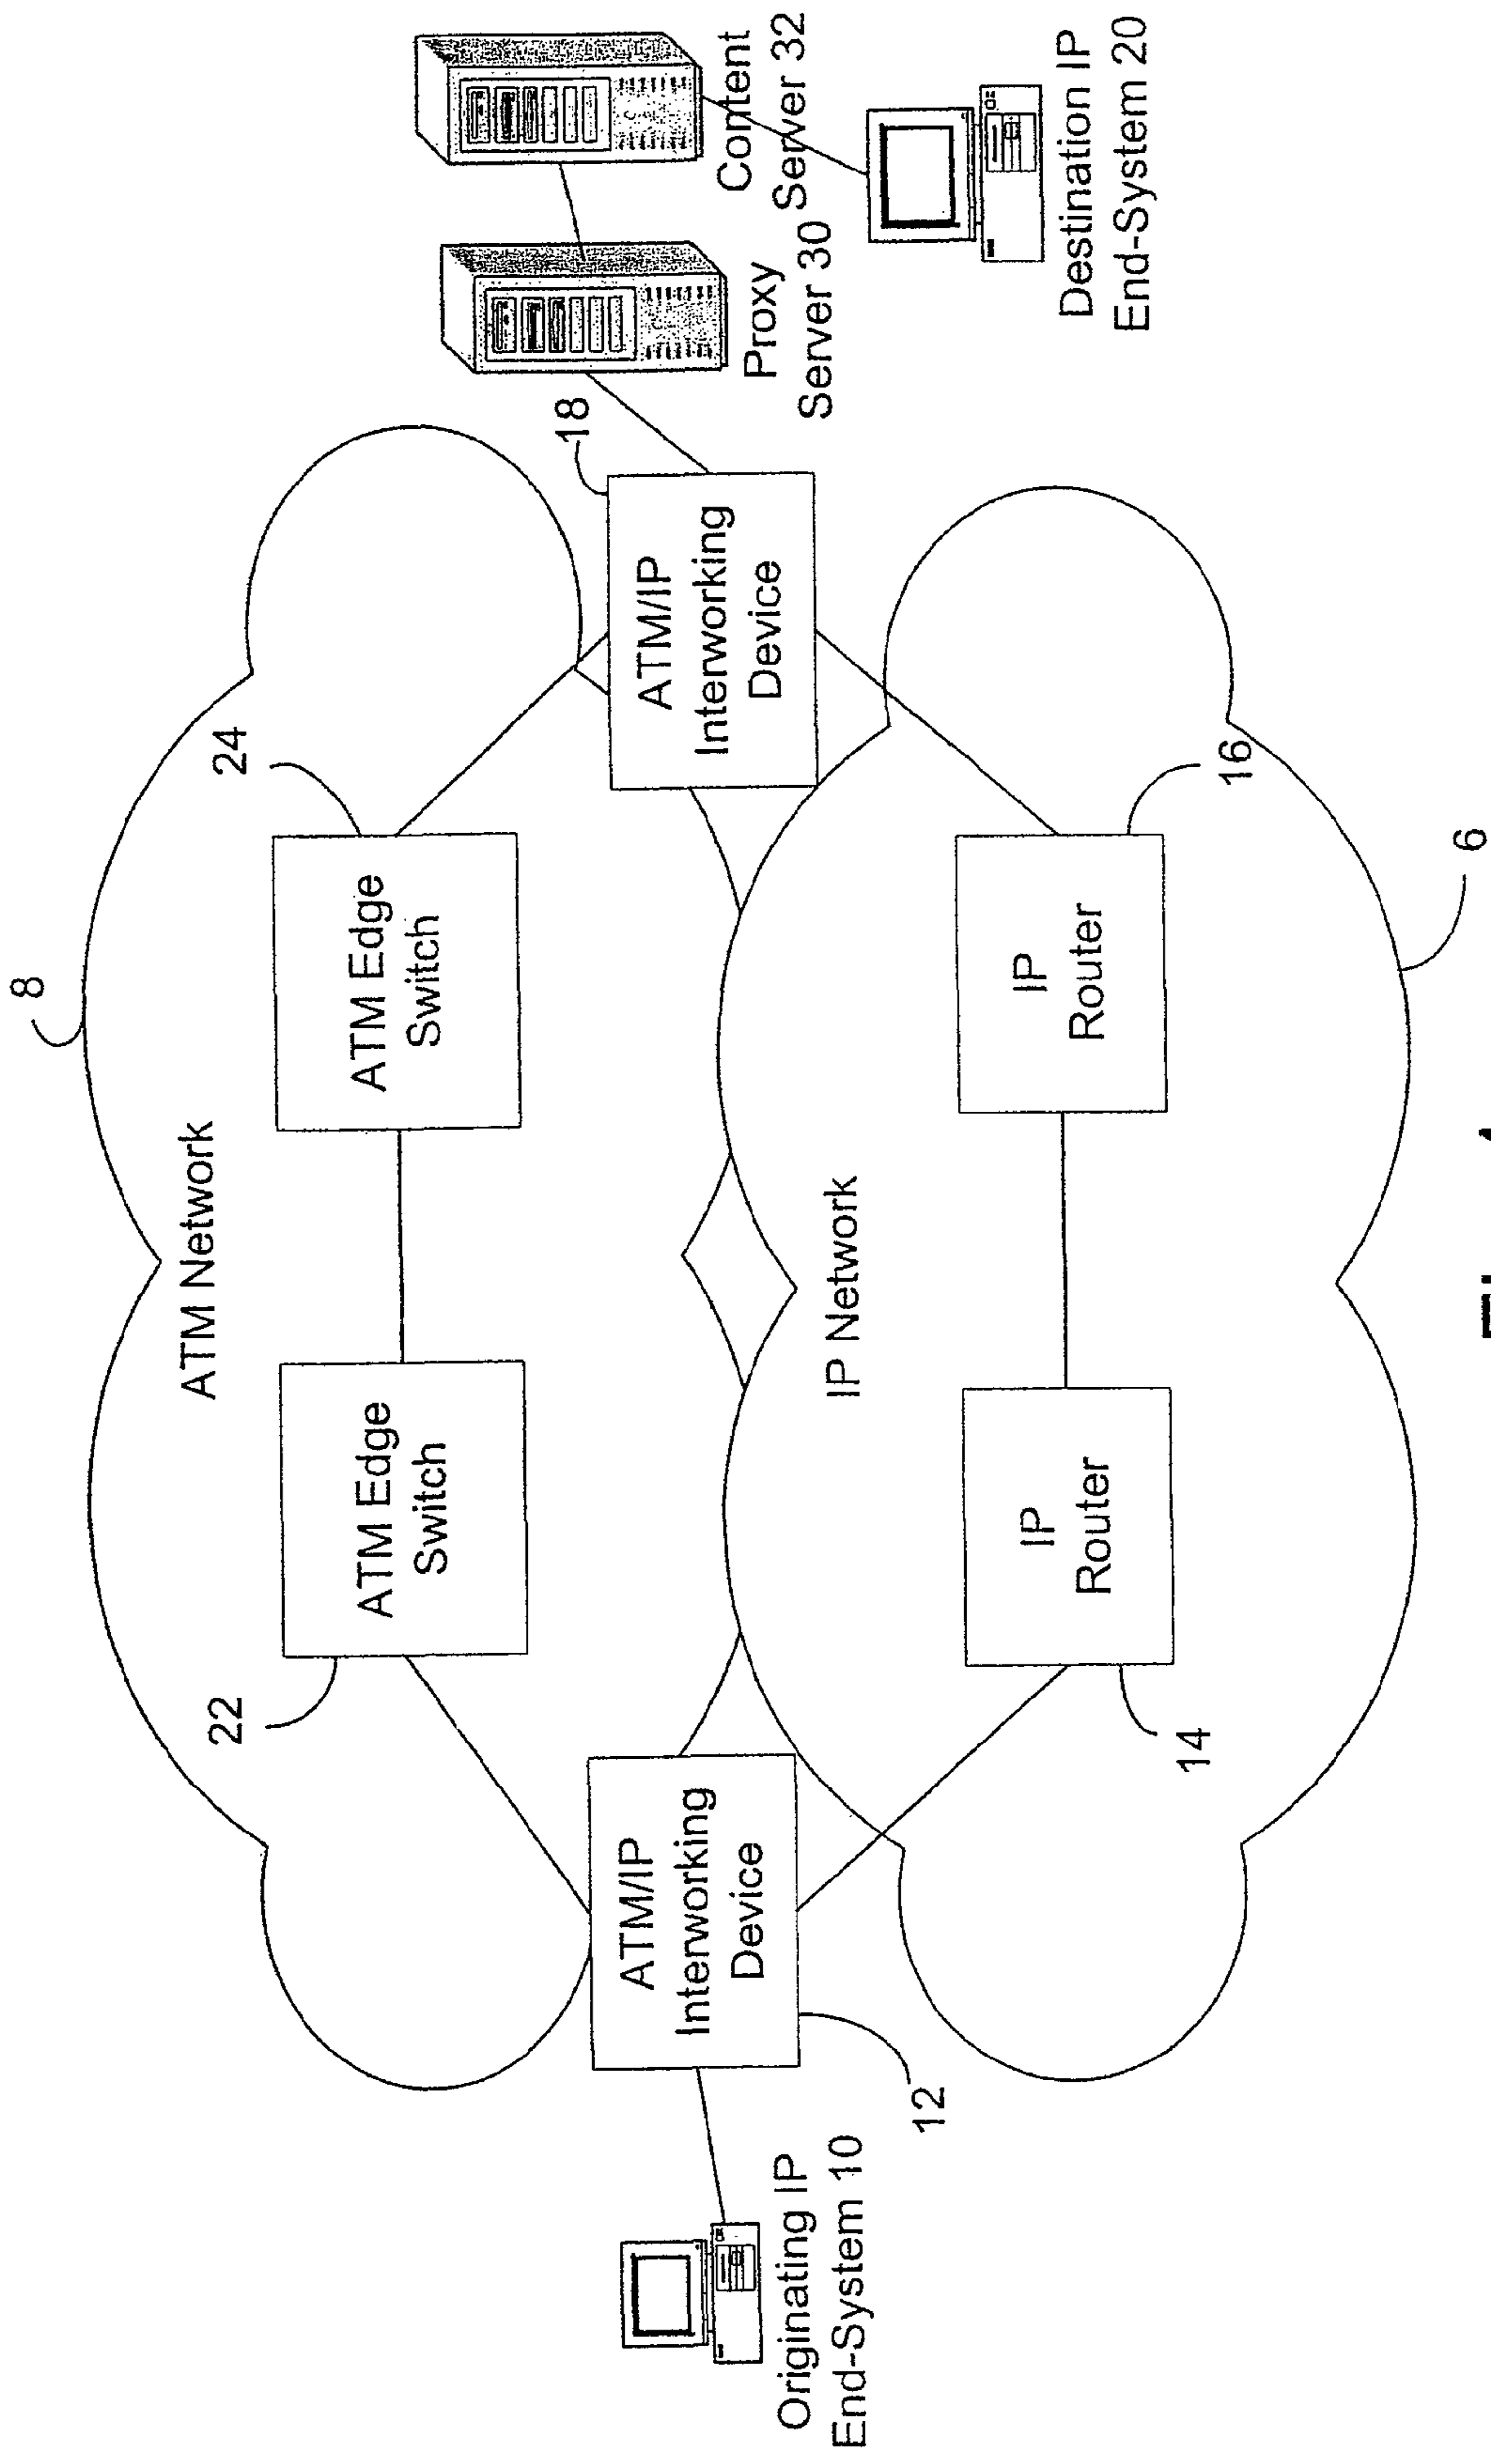 8
ATM Network
22
ATM Edge
Switch
24
ATM Edge
Switch
18
ATM/IP
Interworking
Device
ATM/IP
Interworking
Device
12
Originating IP
End-System 10
Proxy
Server 30
Content
Server 32
Destination IP
End-System 20
IP Network
IP
Router
14
IP
Router
16
6